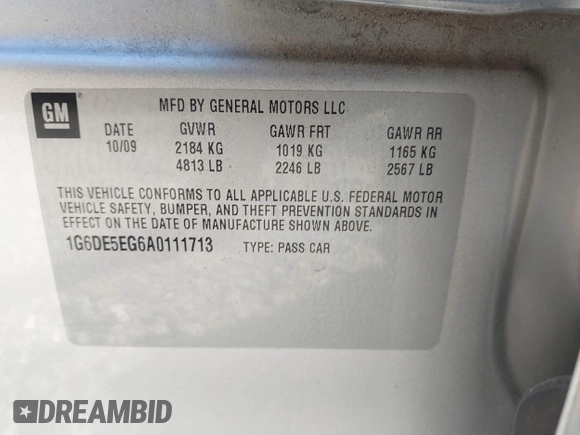 GM
MFD BY GENERAL MOTORS LLC
DATE GVWR GAWR FRT GAWR RR
10/09 2184 KG 1019 KG 1165 KG
4813 LB 2246 LB 2567 LB
THIS VEHICLE CONFORMS TO ALL APPLICABLE U.S. FEDERAL MOTOR
VEHICLE SAFETY, BUMPER, AND THEFT PREVENTION STANDARDS IN
EFFECT ON THE DATE OF MANUFACTURE SHOWN ABOVE.
1G6DE5EG6A0111713 TYPE: PASS CAR
DREAMBID